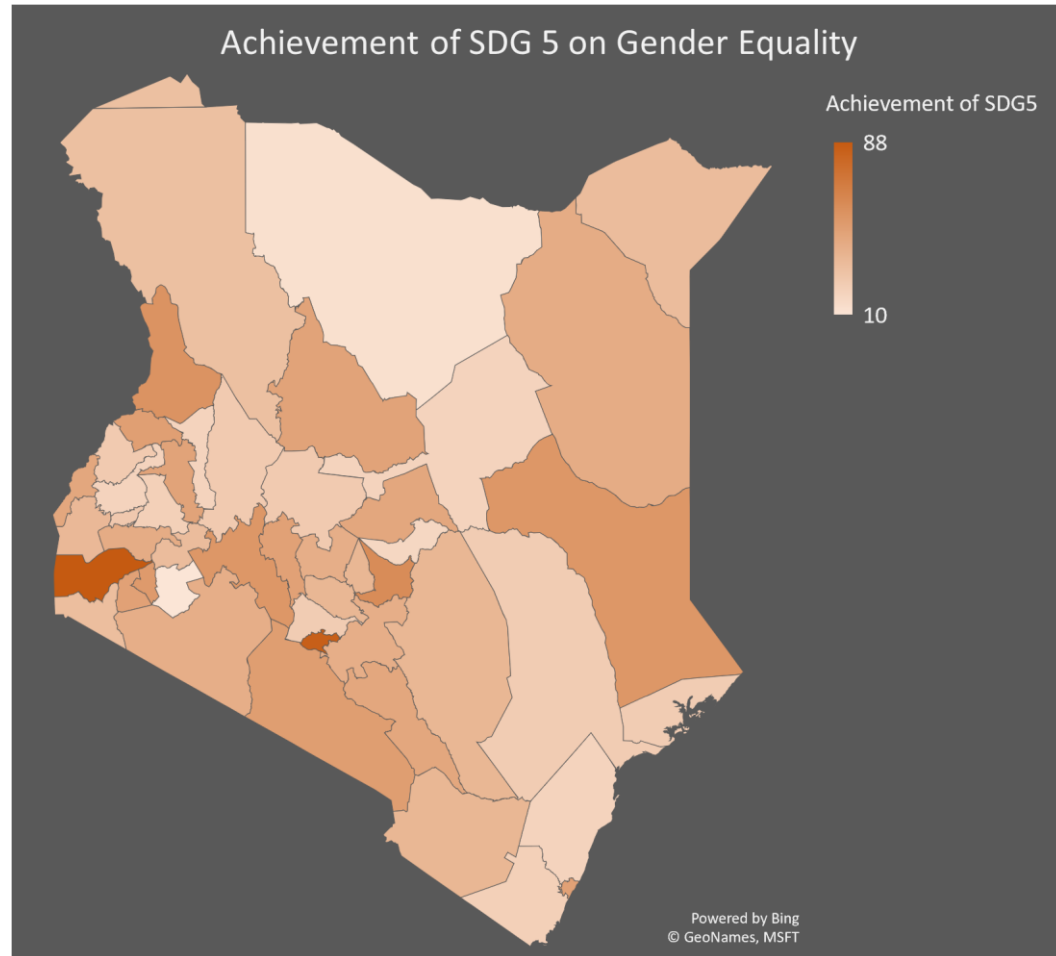 Achievement of SDG 5 on Gender Equality
Achievement of SDG5
88
10
Powered by Bing
© GeoNames, MSFT